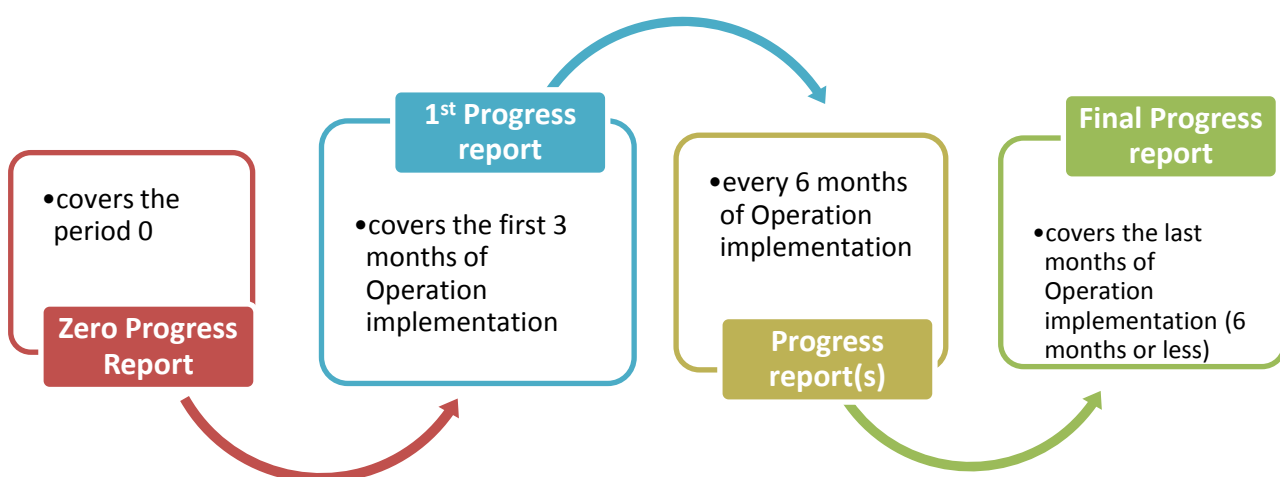 •covers the
period 0
Zero Progress
Report
1st Progress
report
•covers the first 3
months of
Operation
implementation
•every 6 months
of Operation
implementation
Progress
report(s)
Final Progress
report
•covers the last
months of
Operation
implementation (6
months or less)